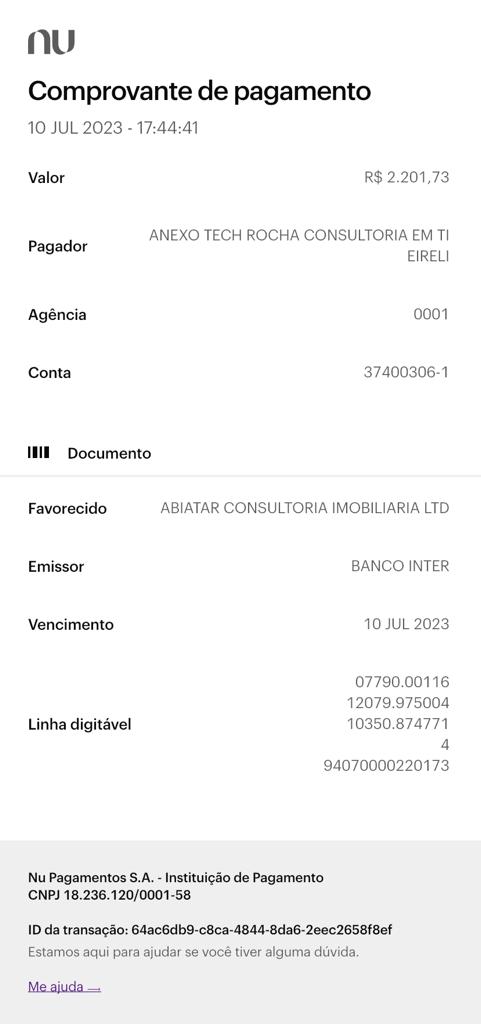 nu
Comprovante de pagamento
10 JUL 2023 - 17:44:41
Valor R$ 2.201,73
Pagador ANEXO TECH ROCHA CONSULTORIA EM TI
EIRELI
Agência 0001
Conta 37400306-1
Documento
Favorecido ABIATAR CONSULTORIA IMOBILIARIA LTD
Emissor BANCO INTER
Vencimento 10 JUL 2023
Linha digitável 07790.00116
12079.975004
10350.874771
4
94070000220173
Nu Pagamentos S.A. - Instituição de Pagamento
CNPJ 18.236.120/0001-58
ID da transação: 64ac6db9-c8ca-4844-8da6-2eec2658f8ef
Estamos aqui para ajudar se você tiver alguma dúvida.
Me ajuda →